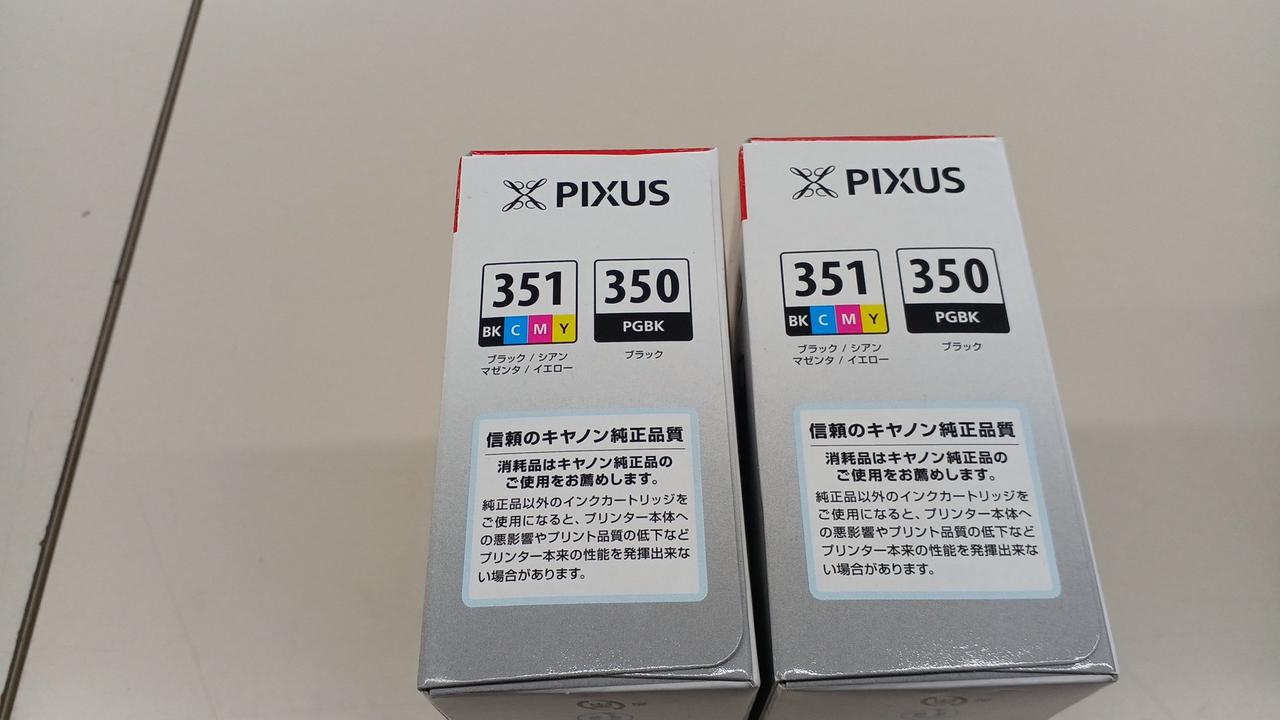 PIXUS
351
BK C M Y
ブラック / シアン
マゼンタ / イエロー
350
PGBK
ブラック
信頼のキヤノン純正品質
消耗品はキヤノン純正品の
ご使用をお薦めします。
純正品以外のインクカートリッジを
ご使用になると、プリンター本体へ
の悪影響やプリント品質の低下など
プリンター本来の性能を発揮出来な
い場合があります。
PIXUS
351
BK C M Y
ブラック / シアン
マゼンタ / イエロー
350
PGBK
ブラック
信頼のキヤノン純正品質
消耗品はキヤノン純正品の
ご使用をお薦めします。
純正品以外のインクカートリッジを
ご使用になると、プリンター本体へ
の悪影響やプリント品質の低下など
プリンター本来の性能を発揮出来な
い場合があります。